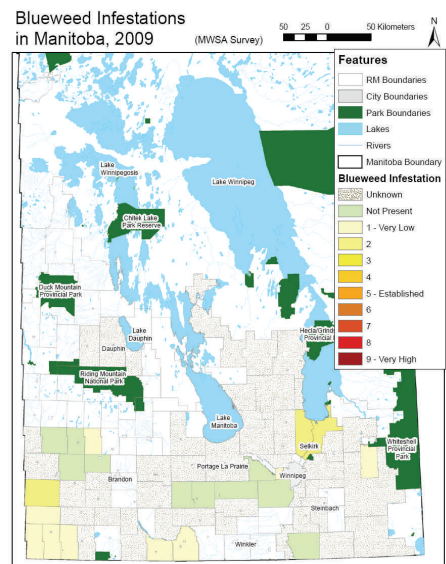 Blueweed Infestations
in Manitoba, 2009
(MWSA Survey)
50 25 0 50 Kilometers
N
Features
RM Boundaries
City Boundaries
Park Boundaries
Lakes
Rivers
Manitoba Boundary
Blueweed Infestation
Unknown
Not Present
1 - Very Low
2
3
4
5 - Established
6
7
8
9 - Very High
Lake
Winnipegosis
Lake Winnipeg
Chitek Lake
Park Reserve
Duck Mountain
Provincial Park
Hecla/Grinds
Provincial
Lake
Dauphin
Dauphin
Riding Mountain
National Park
Lake
Manitoba
Selkirk
Whiteshell
Provincial
Park
Portage La Prairie
Winnipeg
Brandon
Steinbach
Winkler